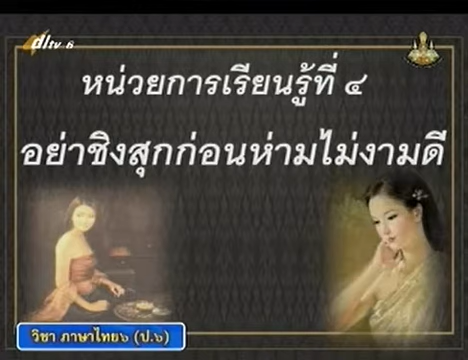 dltv 6
หน่วยการเรียนรู้ที่ ๔
อย่าชิงสุกก่อนห่ามไม่งามดี
วิชา ภาษาไทย๖ (ป.๖)